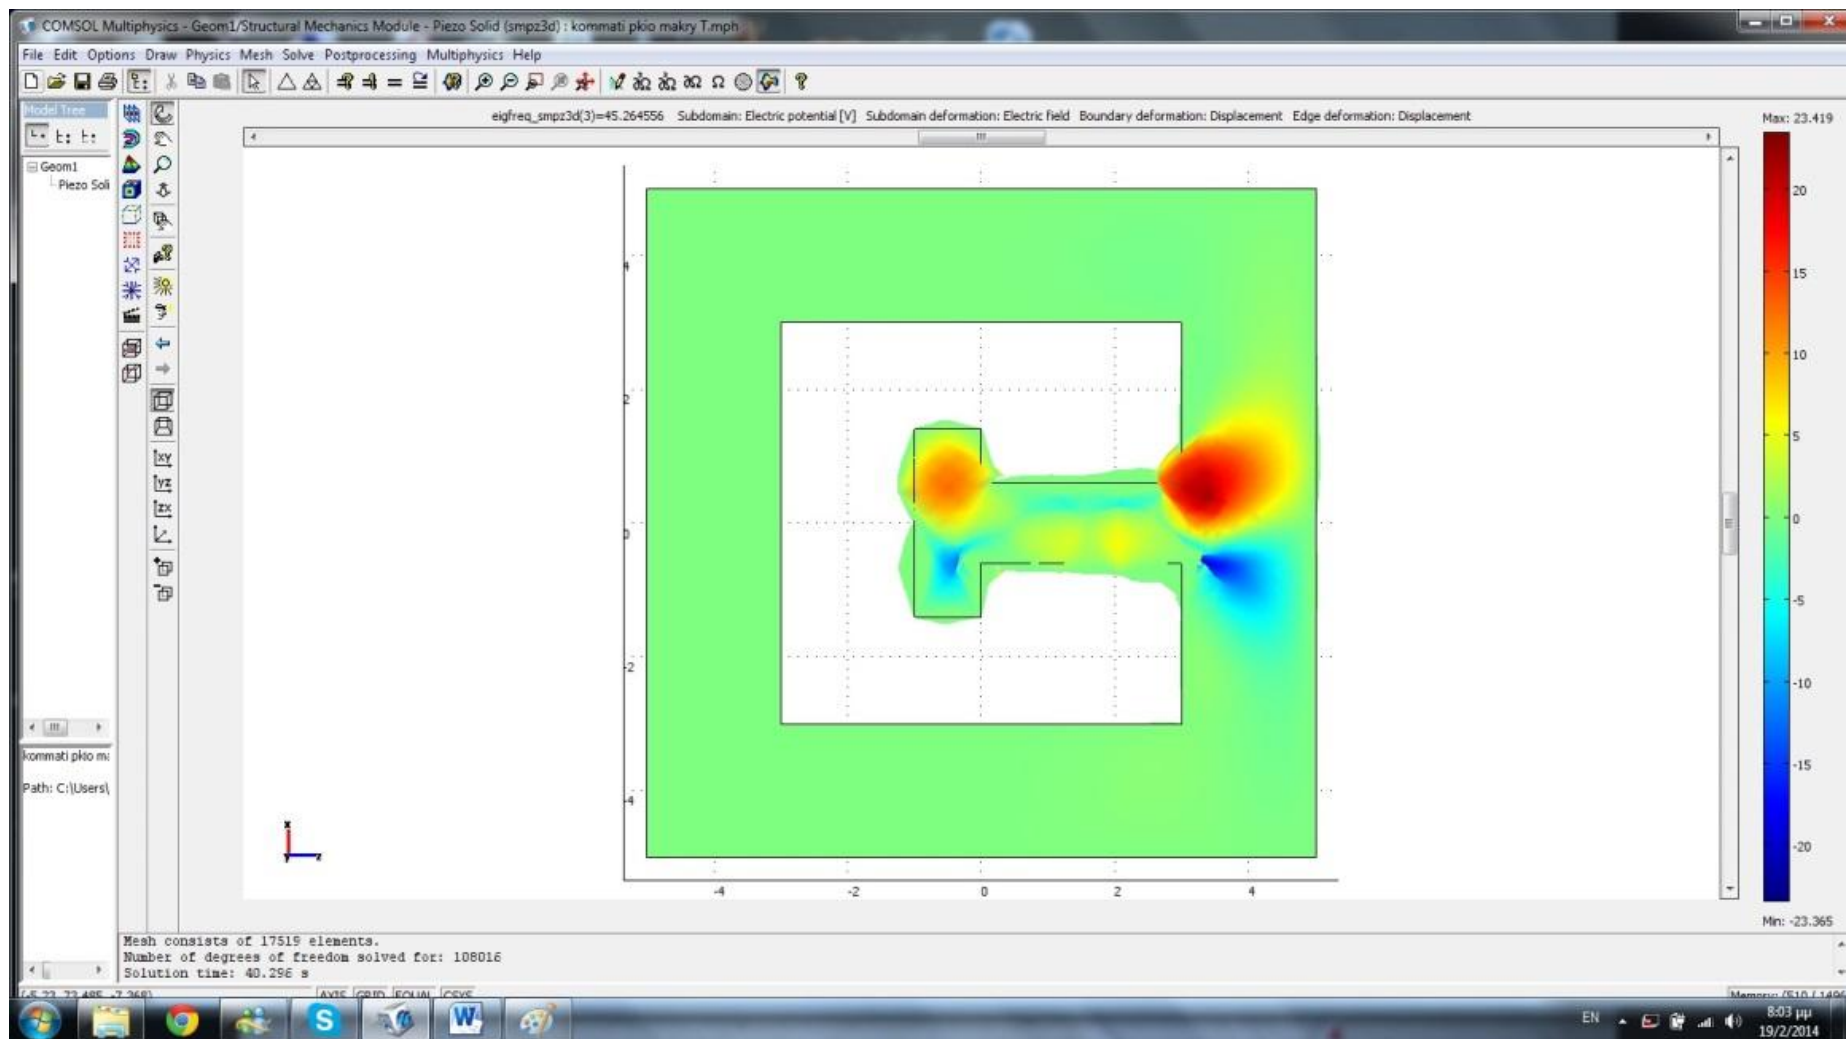 COMSOL Multiphysics - Geom1/Structural Mechanics Module - Piezo Solid (smpz3d) : kommati pkio makry T.mph
File Edit Options Draw Physics Mesh Solve Postprocessing Multiphysics Help
Model Tree
Geom1
Piezo Soli
eigfreq_smpz3d(3)=45.264556 Subdomain: Electric potential [V] Subdomain deformation: Electric field Boundary deformation: Displacement Edge deformation: Displacement
Max: 23.419
20
15
10
5
0
-5
-10
-15
-20
Min: -23.365
4
2
0
-2
-4
-4
-2
0
2
4
x
y
z
xy
yz
zx
kommati pkio ma
Path: C:\Users\
Mesh consists of 17519 elements.
Number of degrees of freedom solved for: 108016
Solution time: 40.296 s
AXIS GRID EQUAL CSYS
EN
8:03 μμ
19/2/2014